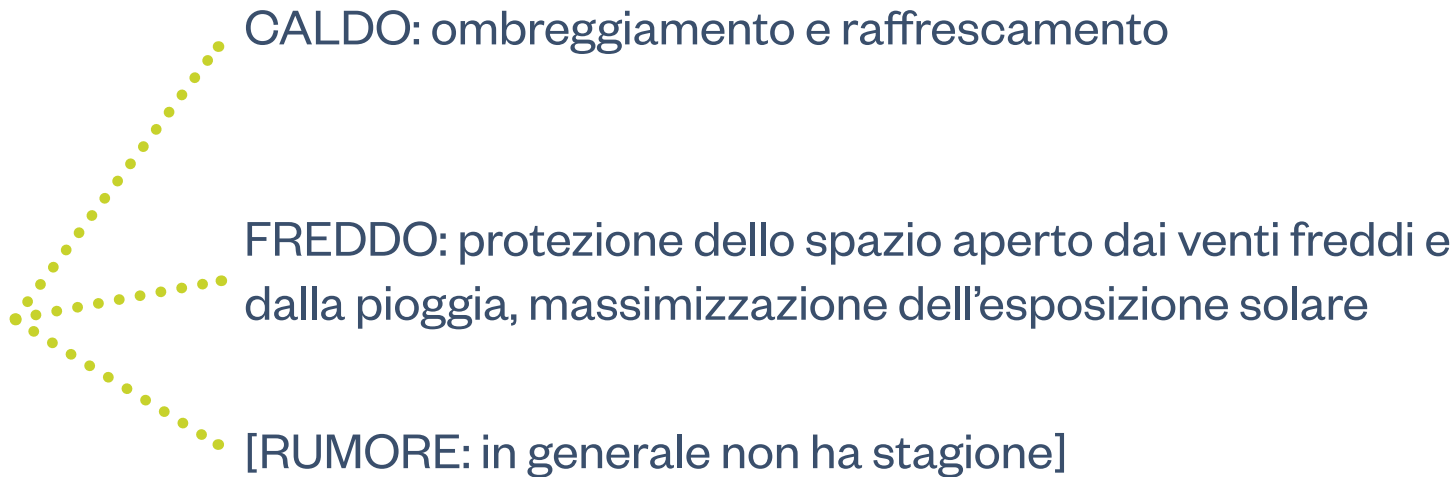 CALDO: ombreggiamento e raffrescamento
FREDDO: protezione dello spazio aperto dai venti freddi e
dalla pioggia, massimizzazione dell’esposizione solare
[RUMORE: in generale non ha stagione]